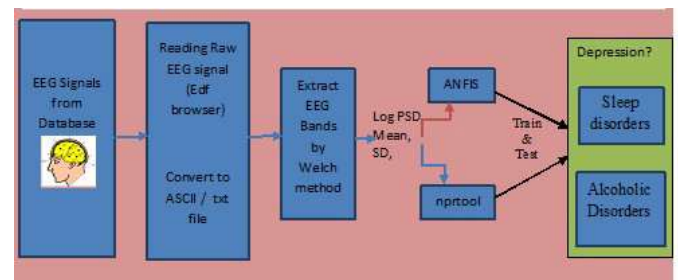 EEG Signals
from
Database
Reading Raw
EEG signal
(Edf
browser)
Convert to
ASCII / txt
file
Extract
EEG
Bands
by
Welch
method
Log PSD
Mean,
SD,
ANFIS
nprtool
Train
&
Test
Depression?
Sleep
disorders
Alcoholic
Disorders